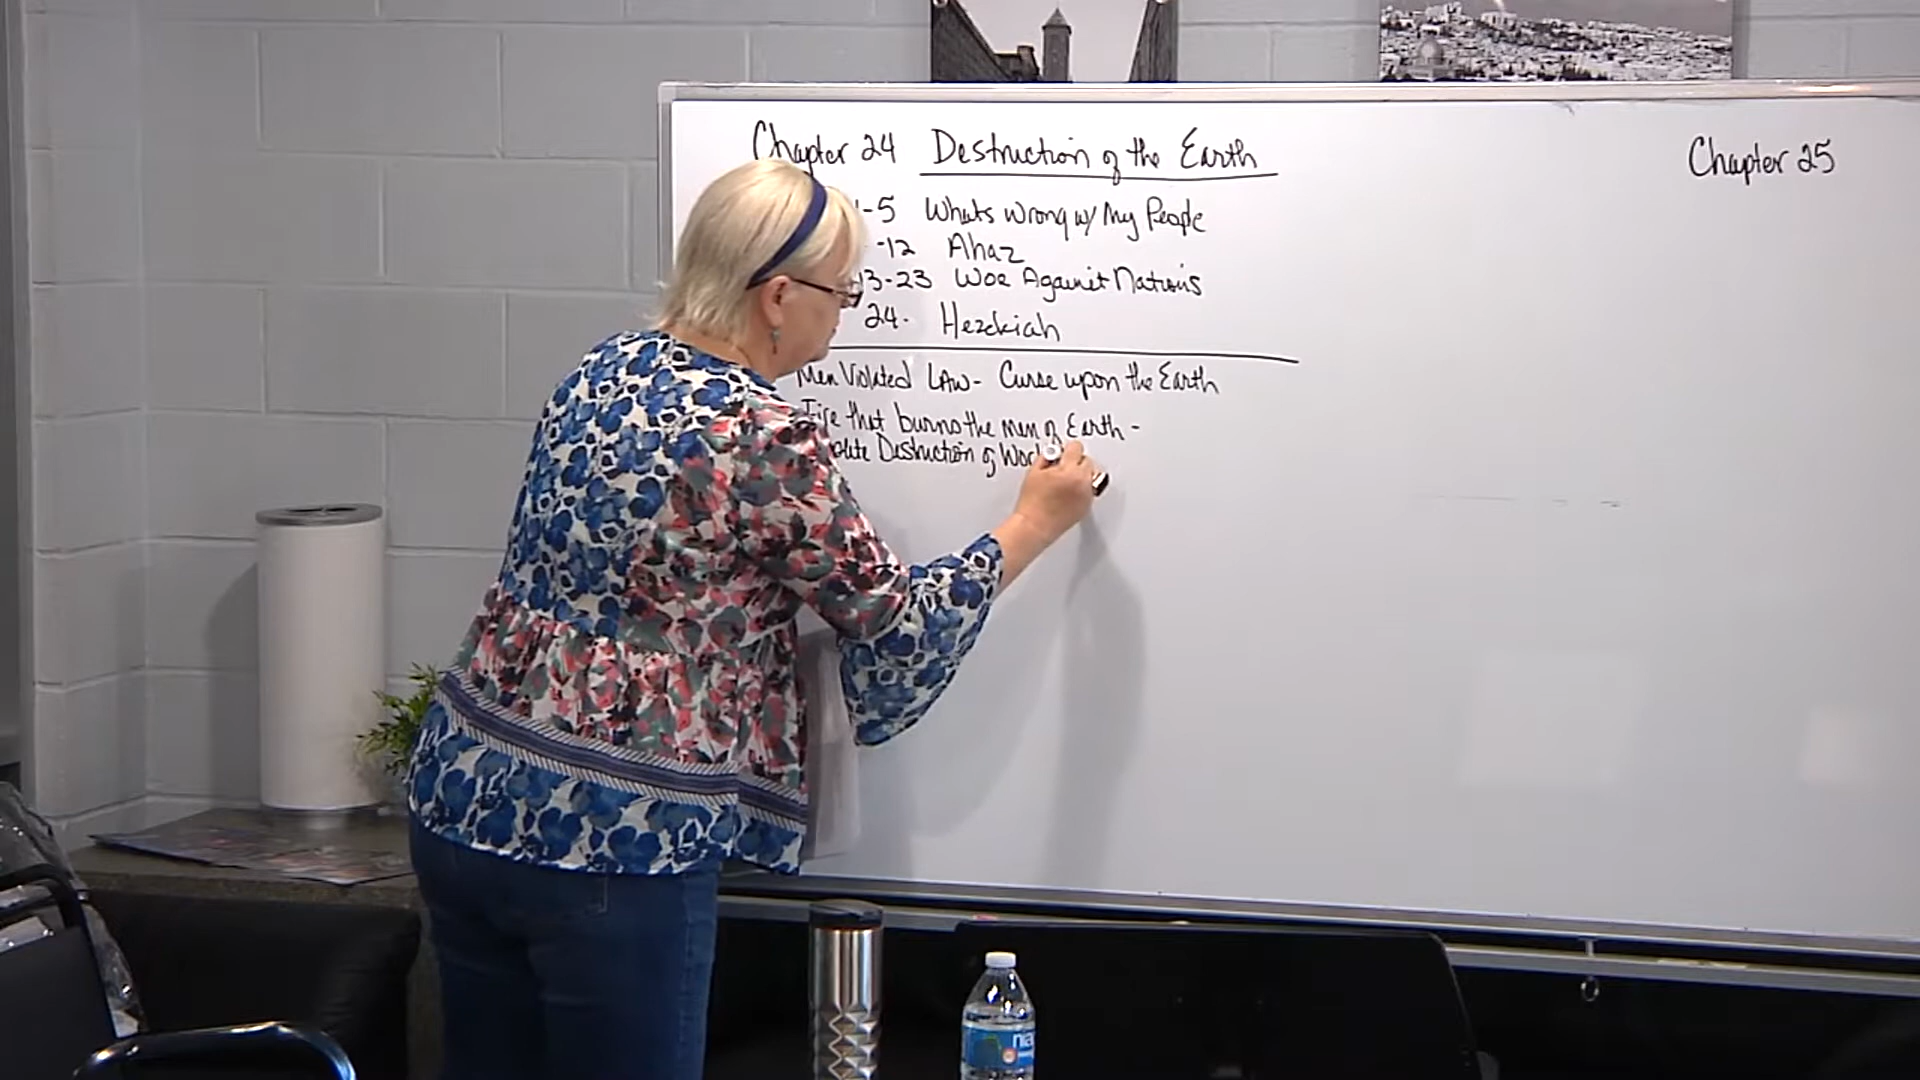 Chapter 24 Destruction of the Earth
Chapter 25
1-5 Whats Wrong w/ My People
-12 Ahaz
13-23 Woe Against Nations
24- Hezekiah
Men Violated LAW- Curse upon the Earth
Fire that burns the men of Earth -
Destruction of
nia